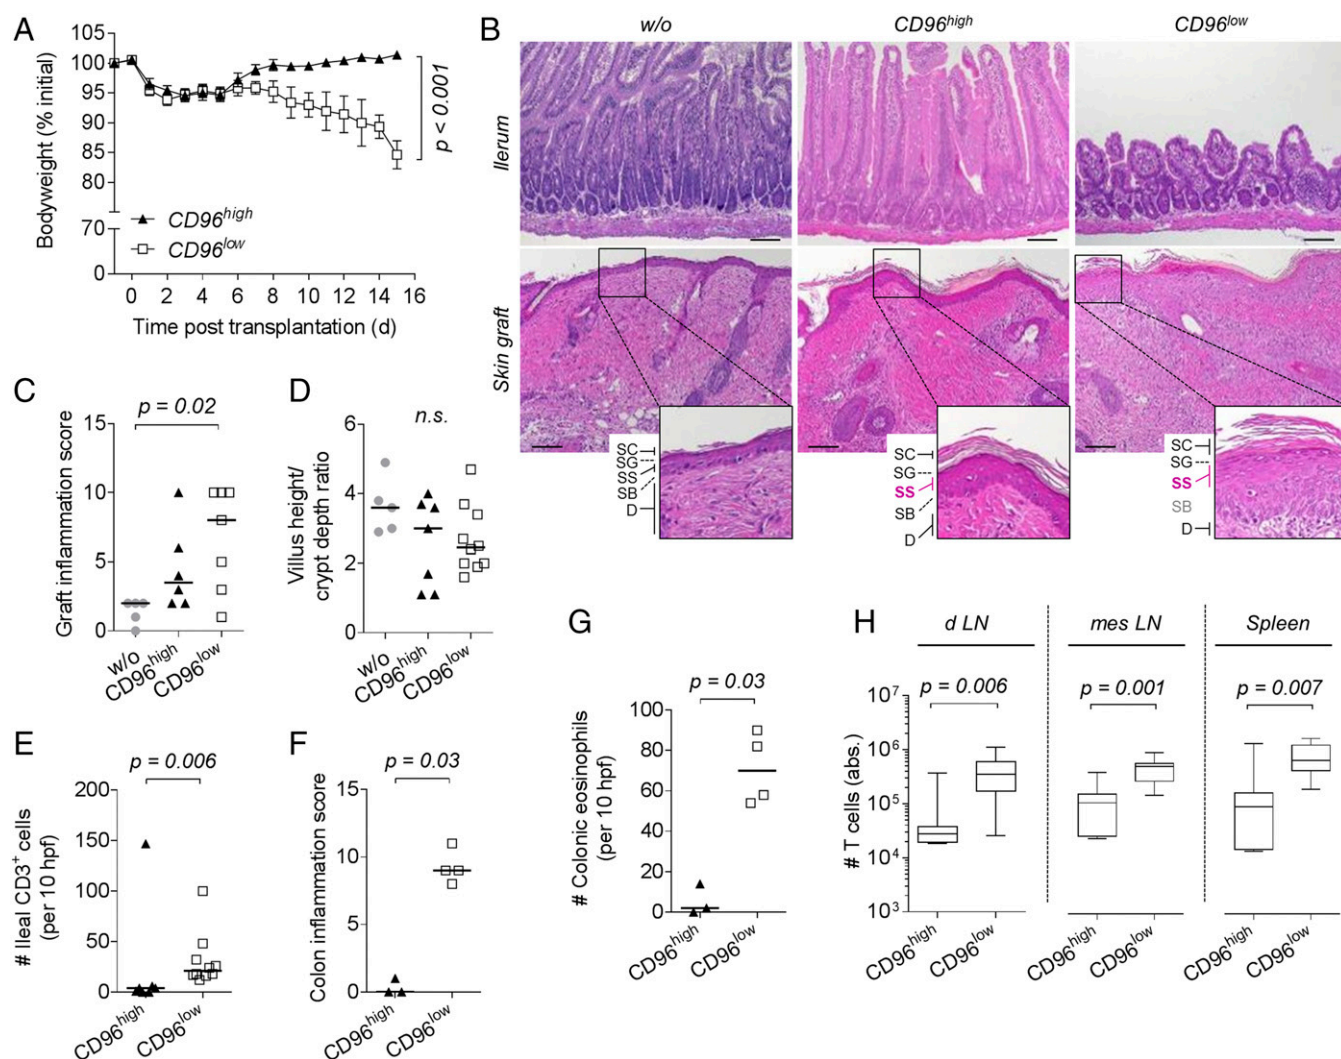 A
105
100
95
90
85
80
70
0
Bodyweight (% initial)
CD96high
CD96low
p < 0.001
0 2 4 6 8 10 12 14 16
Time post transplantation (d)
B
w/o CD96high CD96low
Ilerum
Skin graft
SC
SG
SS
SB
D
SC
SG
SS
SB
D
SC
SG
SS
SB
D
C
p = 0.02
15
10
5
0
Graft inflamation score
w/o
CD96high
CD96low
D
n.s.
6
4
2
0
Villus height/
crypt depth ratio
w/o
CD96high
CD96low
E
p = 0.006
200
150
100
50
0
# Ileal CD3+ cells
(per 10 hpf)
CD96high
CD96low
F
p = 0.03
15
10
5
0
Colon inflamation score
CD96high
CD96low
G
p = 0.03
100
80
60
40
20
0
# Colonic eosinophils
(per 10 hpf)
CD96high
CD96low
H
d LN mes LN Spleen
p = 0.006 p = 0.001 p = 0.007
10⁷
10⁶
10⁵
10⁴
10³
# T cells (abs.)
CD96high
CD96low
CD96high
CD96low
CD96high
CD96low